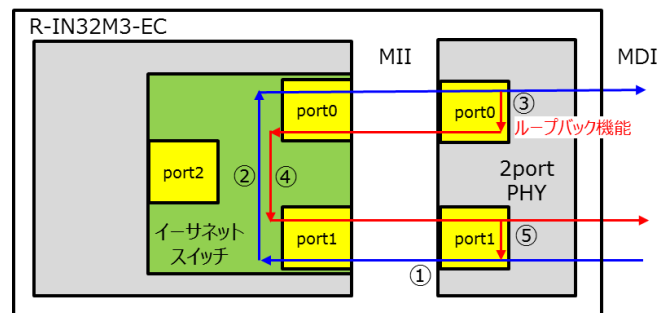 R-IN32M3-EC
MII
MDI
port0
port0
③
ループバック機能
port2
②
④
2port
PHY
イーサネット
スイッチ
port1
port1
⑤
①